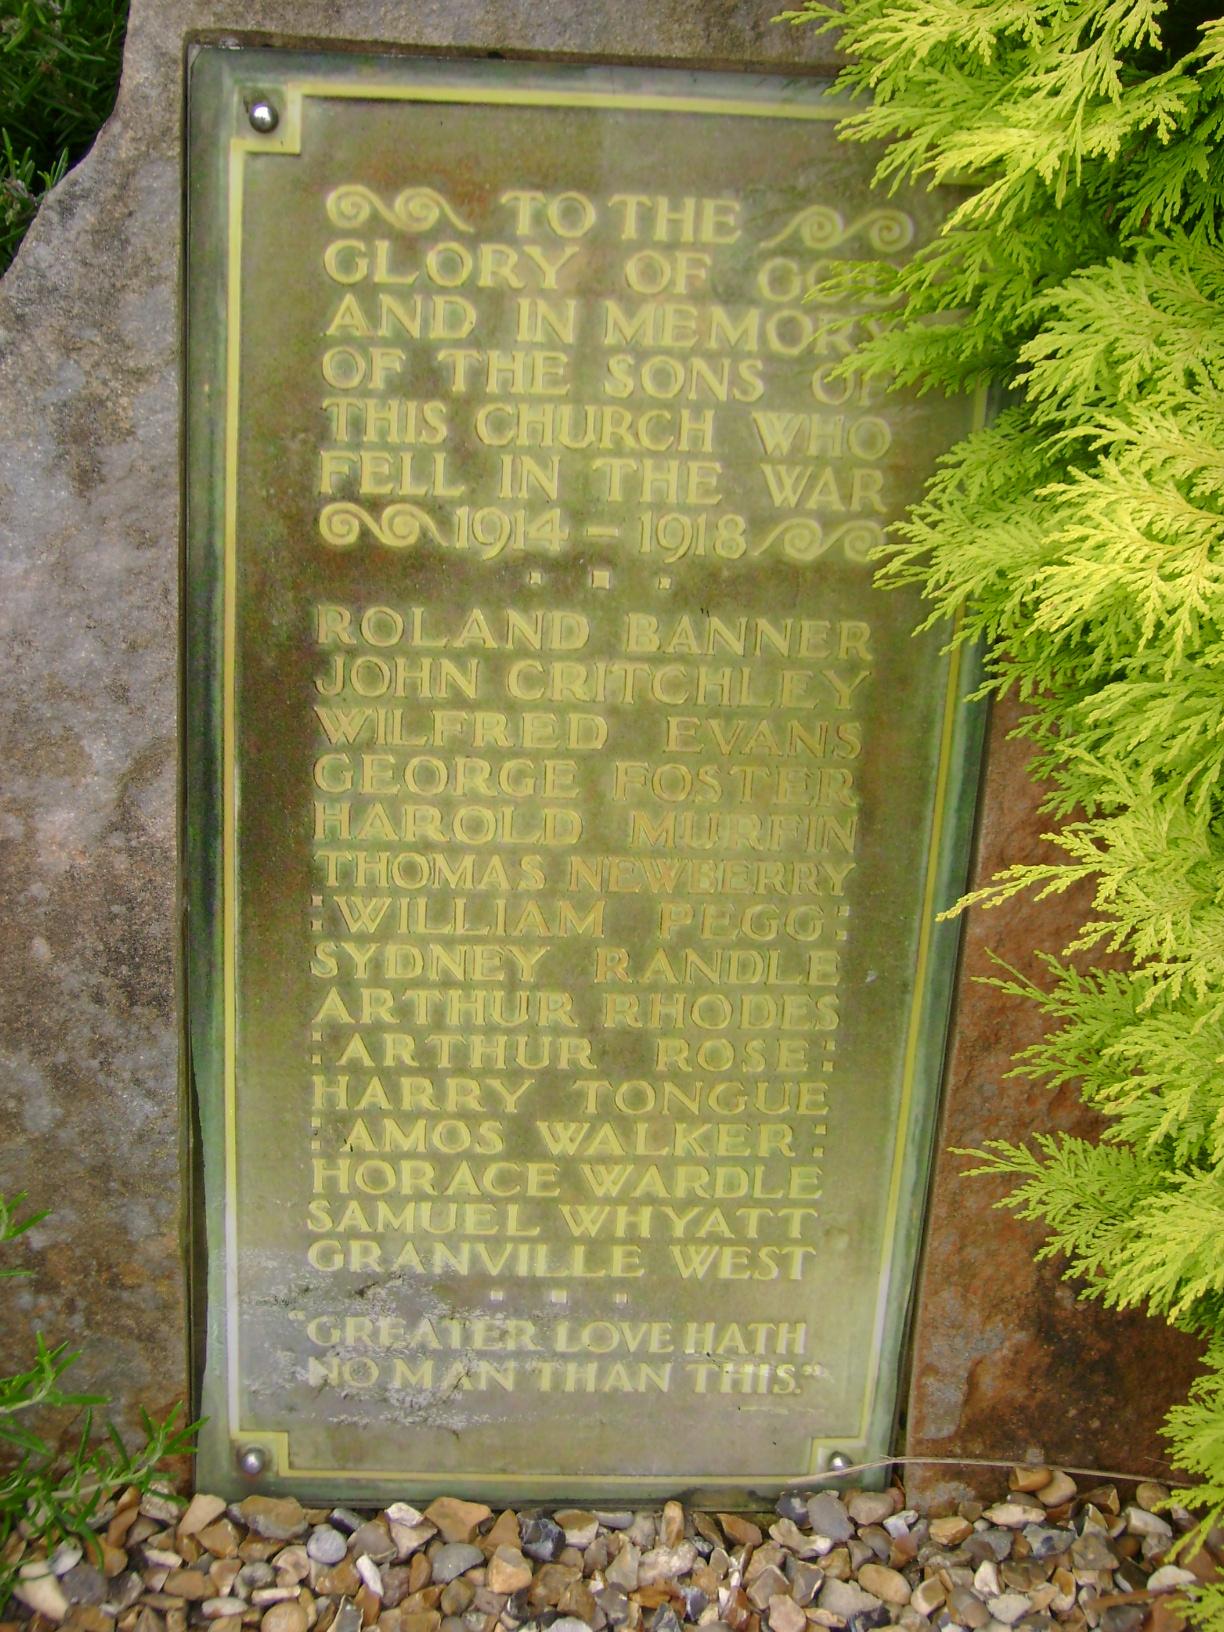 TO THE
GLORY OF GOD
AND IN MEMORY
OF THE SONS OF
THIS CHURCH WHO
FELL IN THE WAR
1914 – 1918
ROLAND BANNER
JOHN CRITCHLEY
WILFRED EVANS
GEORGE FOSTER
HAROLD MURFIN
THOMAS NEWBERRY
:WILLIAM PEGG:
SYDNEY RANDLE
ARTHUR RHODES
:ARTHUR ROSE:
HARRY TONGUE
:AMOS WALKER:
HORACE WARDLE
SAMUEL WHYATT
GRANVILLE WEST
"GREATER LOVE HATH
NO MAN THAN THIS."